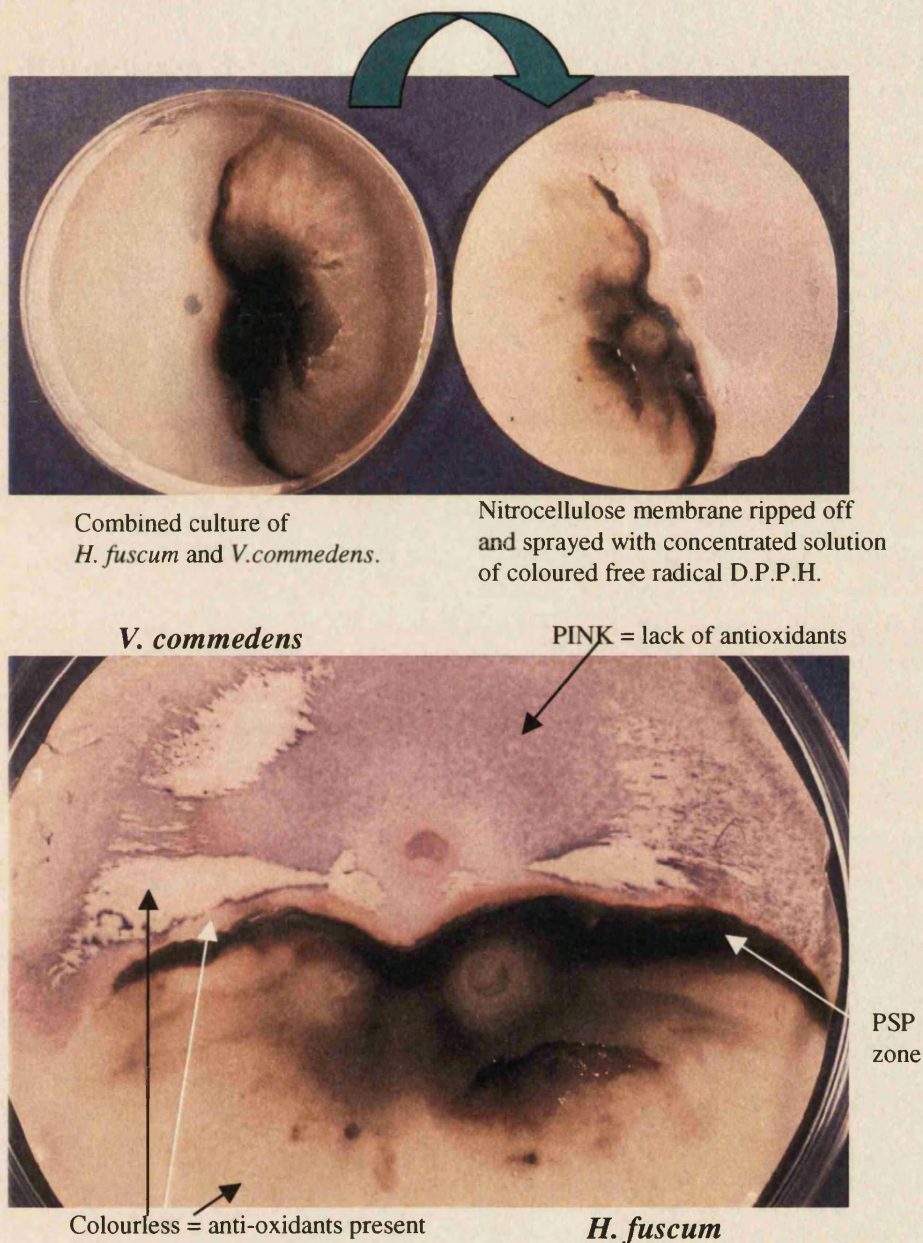 Combined culture of
H. fuscum and V.commedens.
Nitrocellulose membrane ripped off
and sprayed with concentrated solution
of coloured free radical D.P.P.H.
V. commedens
PINK = lack of antioxidants
PSP
zone
Colourless = anti-oxidants present
H. fuscum